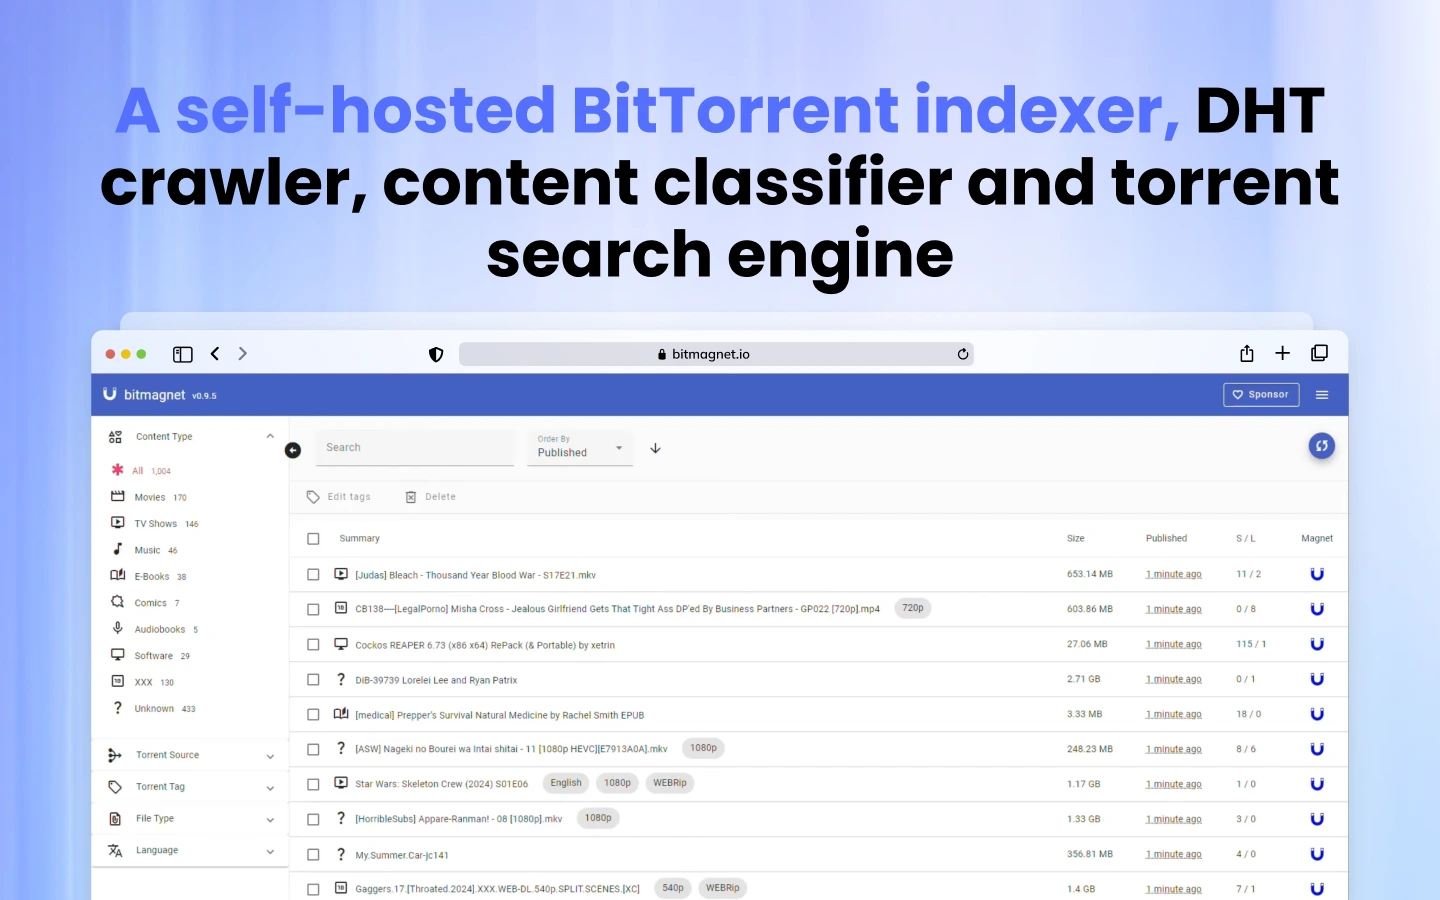 A self-hosted BitTorrent indexer, DHT
crawler, content classifier and torrent
search engine
bitmagnet.io
bitmagnet v0.9.5
Sponsor
Content Type
All 1,004
Movies 170
TV Shows 146
Music 46
E-Books 38
Comics 7
Audiobooks 5
Software 29
XXX 130
Unknown 433
Torrent Source
Torrent Tag
File Type
Language
Search
Order By
Published
Edit tags Delete
Summary Size Published S / L Magnet
[Judas] Bleach - Thousand Year Blood War - S17E21.mkv 653.14 MB 1 minute ago 11 / 2
CB138----[LegalPorno] Misha Cross - Jealous Girlfriend Gets That Tight Ass DP'ed By Business Partners - GP022 [720p].mp4 720p 603.86 MB 1 minute ago 0 / 8
Cockos REAPER 6.73 (x86 x64) RePack (& Portable) by xetrin 27.06 MB 1 minute ago 115 / 1
DiB-39739 Lorelei Lee and Ryan Patrix 2.71 GB 1 minute ago 0 / 1
[medical] Prepper's Survival Natural Medicine by Rachel Smith EPUB 3.33 MB 1 minute ago 18 / 0
[ASW] Nageki no Bourei wa Intai shitai - 11 [1080p HEVC][E7913A0A].mkv 1080p 248.23 MB 1 minute ago 8 / 6
Star Wars: Skeleton Crew (2024) S01E06 English 1080p WEBRip 1.17 GB 1 minute ago 1 / 0
[HorribleSubs] Appare-Ranman! - 08 [1080p].mkv 1080p 1.33 GB 1 minute ago 3 / 0
My.Summer.Car-jc141 356.81 MB 1 minute ago 4 / 0
Gaggers.17.[Throated.2024].XXX.WEB-DL.540p.SPLIT.SCENES.[XC] 540p WEBRip 1.4 GB 1 minute ago 7 / 1